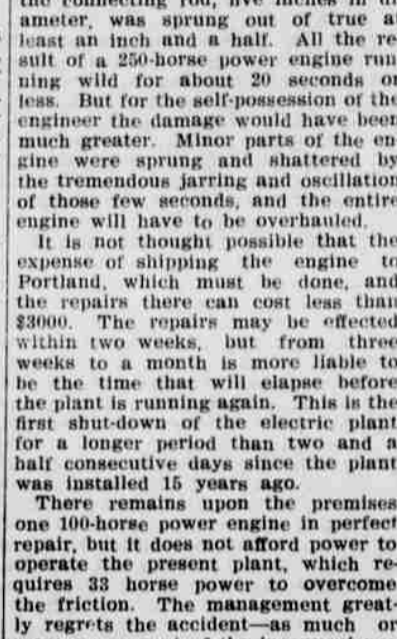 the connecting rod, five inches in di-
ameter, was sprung out of true at
least an inch and a half. All the re
sult of a 250-horse power engine run
ning wild for about 20 seconds or
less. But for the self-possession of the
engineer the damage would have been
much greater. Minor parts of the en
gine were sprung and shattered by
the tremendous jarring and oscillation
of those few seconds, and the entire
engine will have to be overhauled.
It is not thought possible that the
expense of shipping the engine to
Portland, which must be done, and
the repairs there can cost less than
$3000. The repairs may be effected
within two weeks, but from three
weeks to a month is more liable to
be the time that will elapse before
the plant is running again. This is the
first shut-down of the electric plant
for a longer period than two and a
half consecutive days since the plant
was installed 15 years ago.
There remains upon the premises
one 100-horse power engine in perfect
repair, but it does not afford power to
operate the present plant, which re-
quires 33 horse power to overcome
the friction. The management great-
ly regrets the accident—as much or